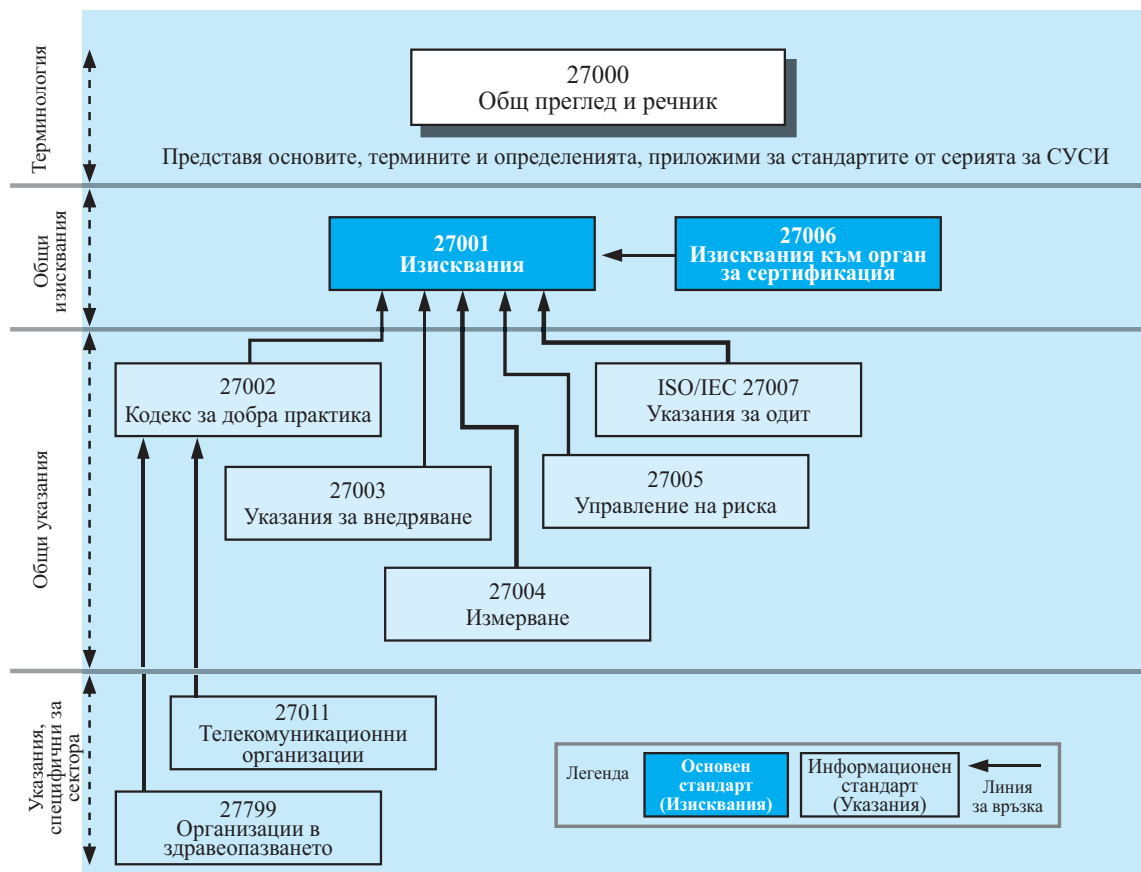 Терминология
27000
Общ преглед и речник
Представя основите, термините и определенията, приложими за стандартите от серията за СУСИ
Общи
изисквания
27001
Изисквания
27006
Изисквания към орган
за сертификация
Общи указания
27002
Кодекс за добра практика
ISO/IEC 27007
Указания за одит
27003
Указания за внедряване
27005
Управление на риска
27004
Измерване
Указания,
специфични за
сектора
27011
Телекомуникационни
организации
27799
Организации в
здравеопазването
Легенда
Основен
стандарт
(Изисквания)
Информационен
стандарт
(Указания)
Линия
за връзка